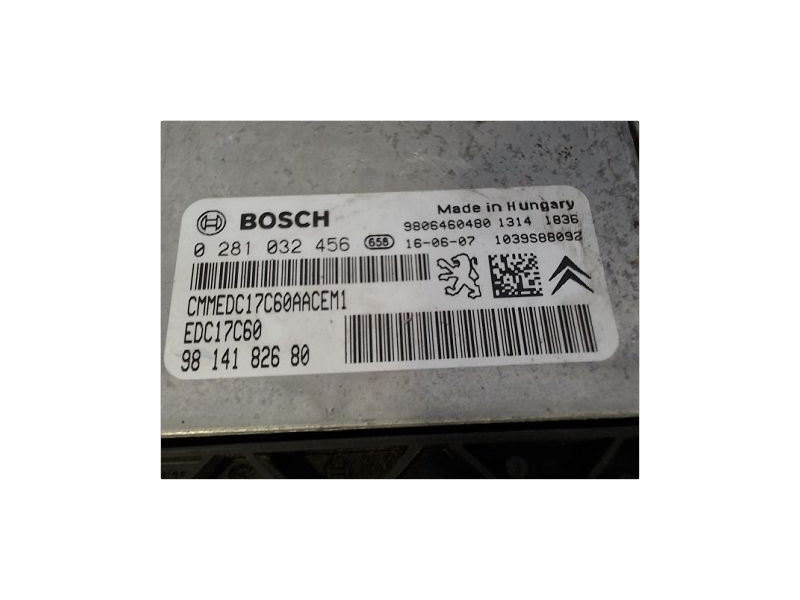 BOSCH
Made in Hungary
9806460480 1314 1836
0 281 032 456 658 16-06-07 1039S88092
CMMEDC17C60AACEM1
EDC17C60
98 141 826 80